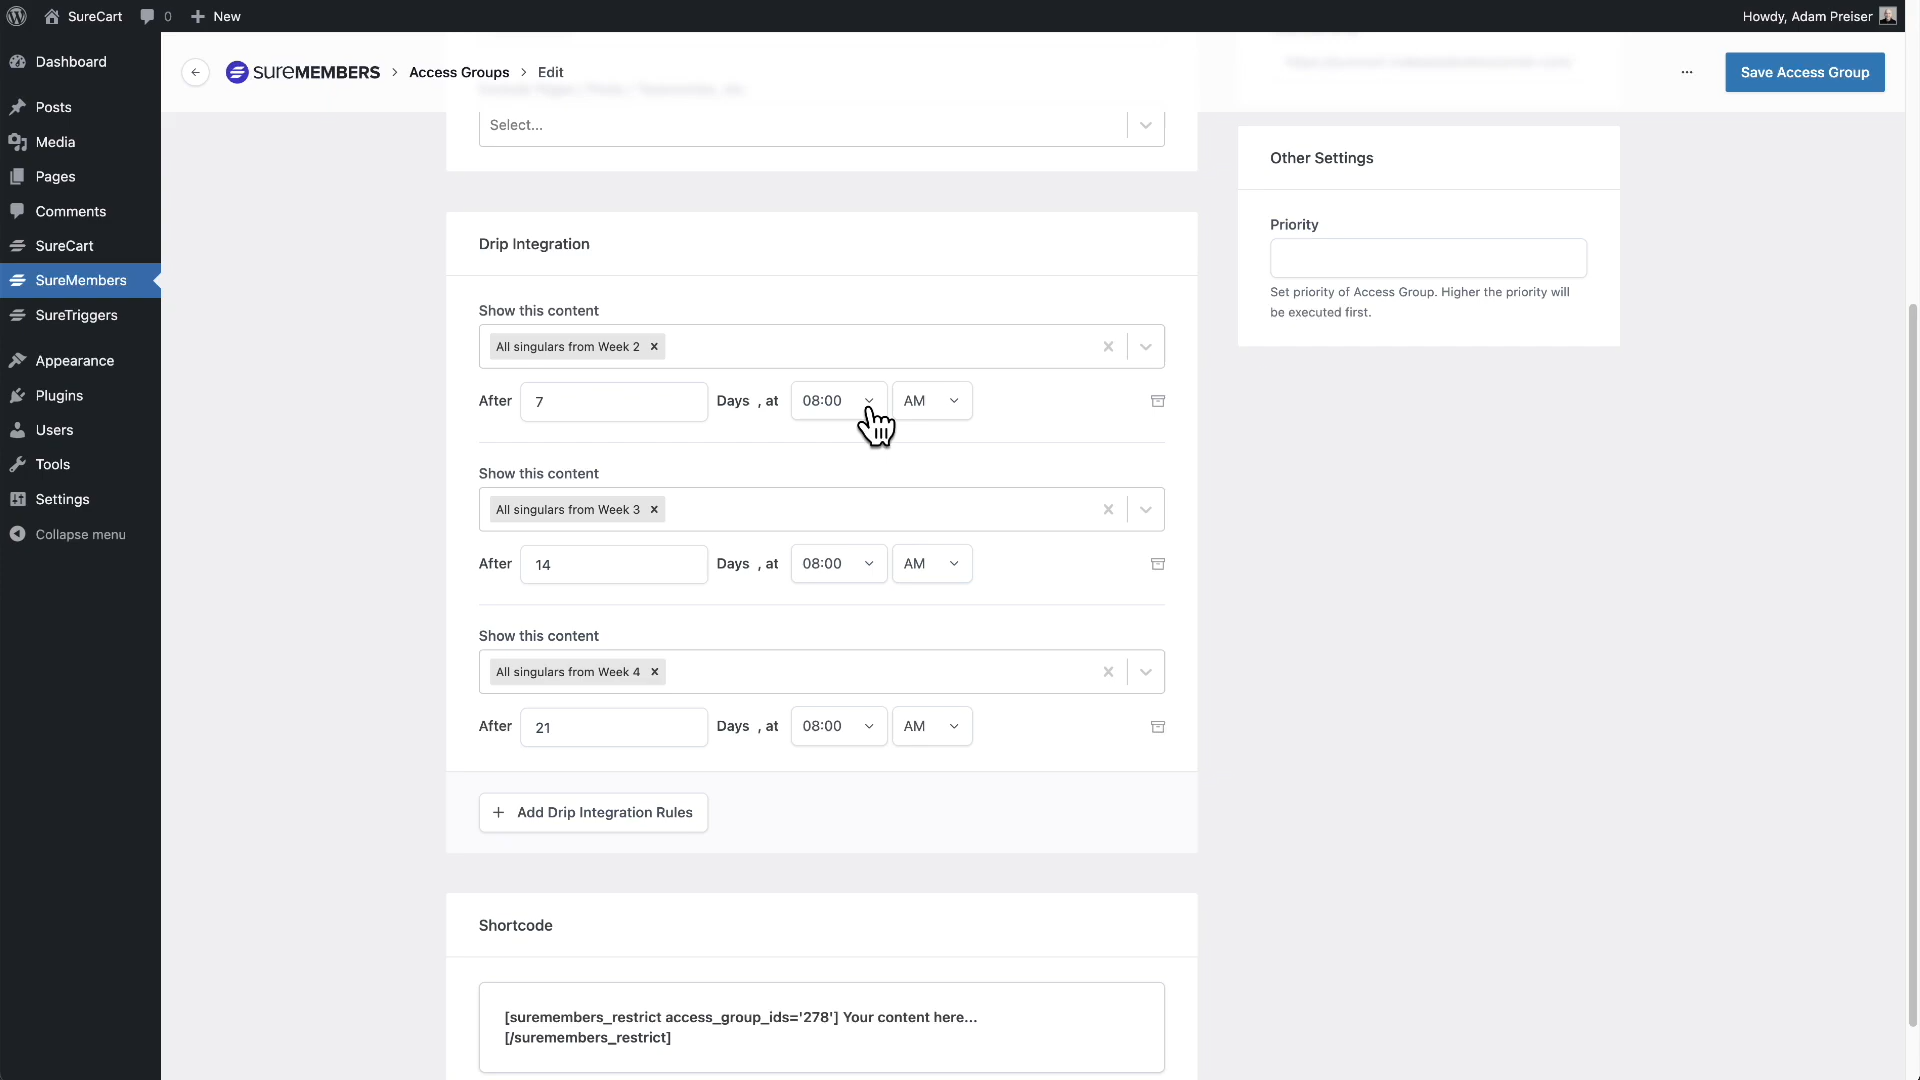 SureCart
0
New
Howdy, Adam Preiser
Dashboard
Posts
Media
Pages
Comments
SureCart
SureMembers
SureTriggers
Appearance
Plugins
Users
Tools
Settings
Collapse menu
SUREMEMBERS > Access Groups > Edit
...
Save Access Group
Select...
Drip Integration
Show this content
All singulars from Week 2 ×
After 7 Days , at 08:00 AM
Show this content
All singulars from Week 3 ×
After 14 Days , at 08:00 AM
Show this content
All singulars from Week 4 ×
After 21 Days , at 08:00 AM
+ Add Drip Integration Rules
Shortcode
[suremembers_restrict access_group_ids='278'] Your content here...
[/suremembers_restrict]
Other Settings
Priority
Set priority of Access Group. Higher the priority will
be executed first.